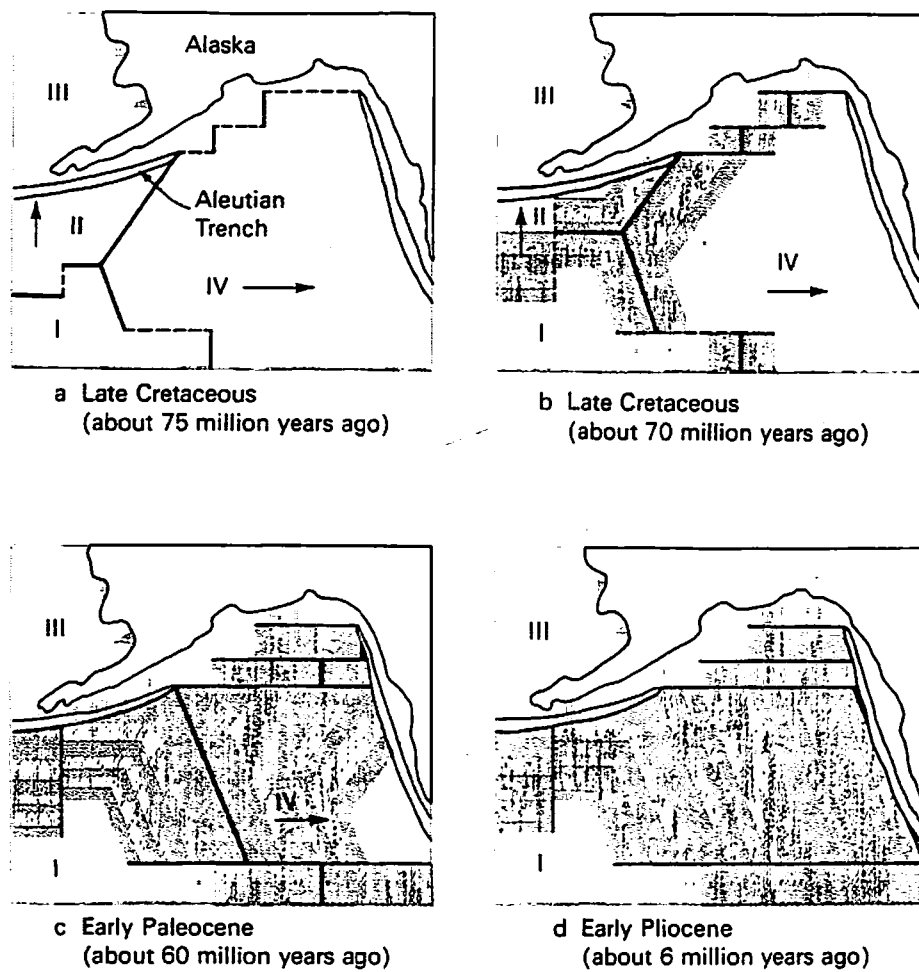 Alaska
III
Aleutian
Trench
II
IV
I
a Late Cretaceous
(about 75 million years ago)
III
II
IV
I
b Late Cretaceous
(about 70 million years ago)
III
IV
I
c Early Paleocene
(about 60 million years ago)
III
I
d Early Pliocene
(about 6 million years ago)